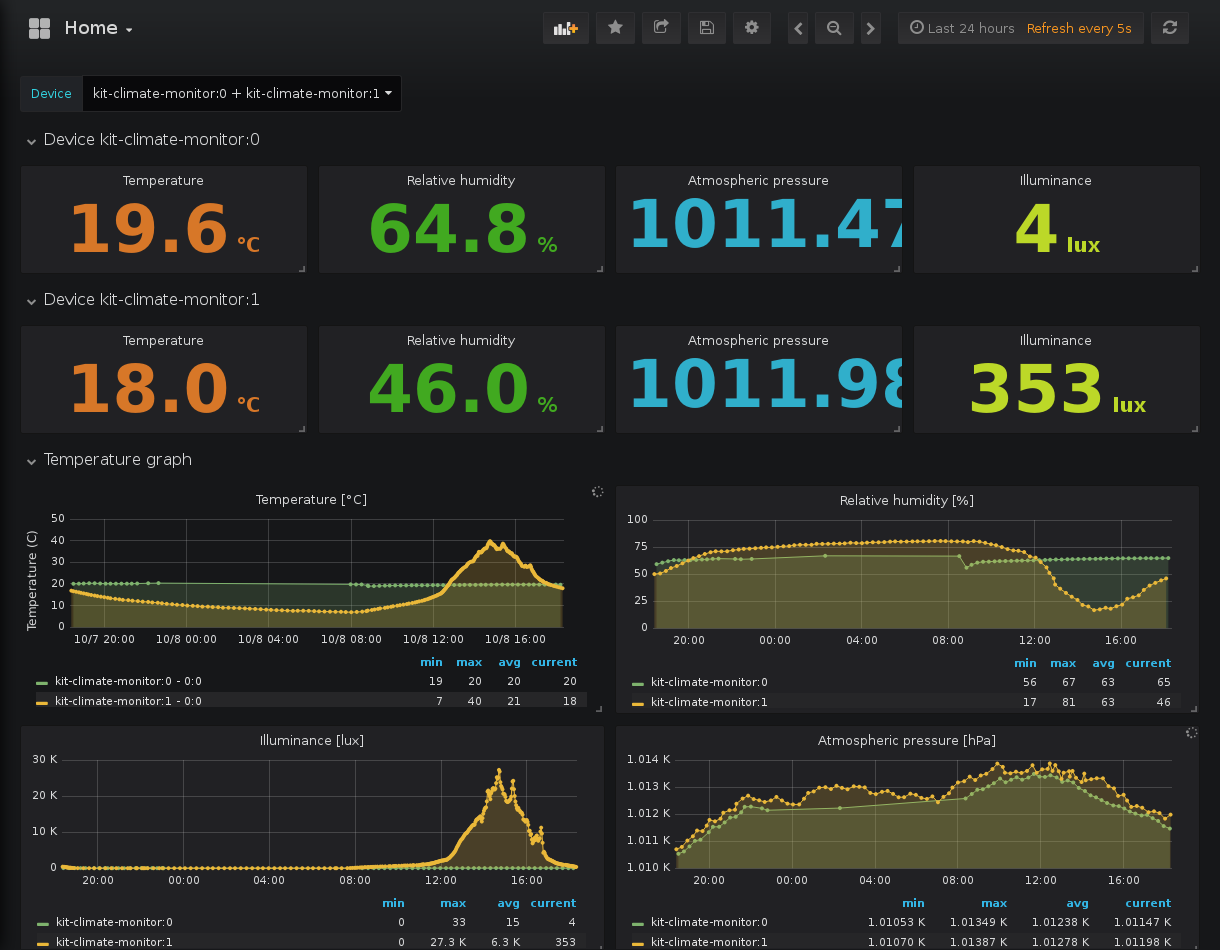 Home
Last 24 hours Refresh every 5s
Device kit-climate-monitor:0 + kit-climate-monitor:1
Device kit-climate-monitor:0
Temperature Relative humidity Atmospheric pressure Illuminance
19.6 °C 64.8 % 1011.47 4 lux
Device kit-climate-monitor:1
Temperature Relative humidity Atmospheric pressure Illuminance
18.0 °C 46.0 % 1011.98 353 lux
Temperature graph
Temperature [°C]
Temperature (C)
50
40
30
20
10
0
10/7 20:00 10/8 00:00 10/8 04:00 10/8 08:00 10/8 12:00 10/8 16:00
min max avg current
kit-climate-monitor:0 - 0:0 19 20 20 20
kit-climate-monitor:1 - 0:0 7 40 21 18
Relative humidity [%]
100
75
50
25
0
20:00 00:00 04:00 08:00 12:00 16:00
min max avg current
kit-climate-monitor:0 56 67 63 65
kit-climate-monitor:1 17 81 63 46
Illuminance [lux]
30 K
20 K
10 K
0
20:00 00:00 04:00 08:00 12:00 16:00
min max avg current
kit-climate-monitor:0 0 33 15 4
kit-climate-monitor:1 0 27.3 K 6.3 K 353
Atmospheric pressure [hPa]
1.014 K
1.013 K
1.012 K
1.011 K
1.010 K
20:00 00:00 04:00 08:00 12:00 16:00
min max avg current
kit-climate-monitor:0 1.01053 K 1.01349 K 1.01238 K 1.01147 K
kit-climate-monitor:1 1.01070 K 1.01387 K 1.01278 K 1.01198 K